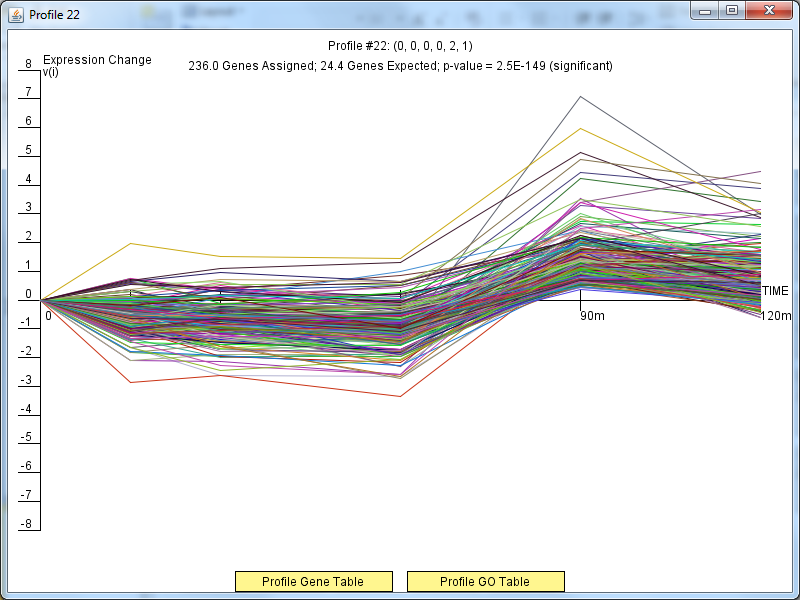 Profile 22
Profile #22: (0, 0, 0, 0, 2, 1)
Expression Change
v(i)
236.0 Genes Assigned; 24.4 Genes Expected; p-value = 2.5E-149 (significant)
8
7
6
5
4
3
2
1
0
-1
-2
-3
-4
-5
-6
-7
-8
TIME
0
90m
120m
Profile Gene Table
Profile GO Table